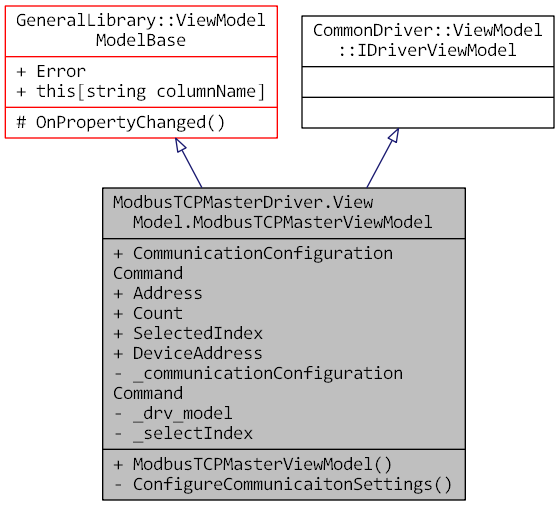 GeneralLibrary::ViewModel
ModelBase
+ Error
+ this[string columnName]
# OnPropertyChanged()
CommonDriver::ViewModel
::IDriverViewModel
ModbusTCPMasterDriver.View
Model.ModbusTCPMasterViewModel
+ CommunicationConfiguration
Command
+ Address
+ Count
+ SelectedIndex
+ DeviceAddress
- _communicationConfiguration
Command
- _drv_model
- _selectIndex
+ ModbusTCPMasterViewModel()
- ConfigureCommunicaitonSettings()